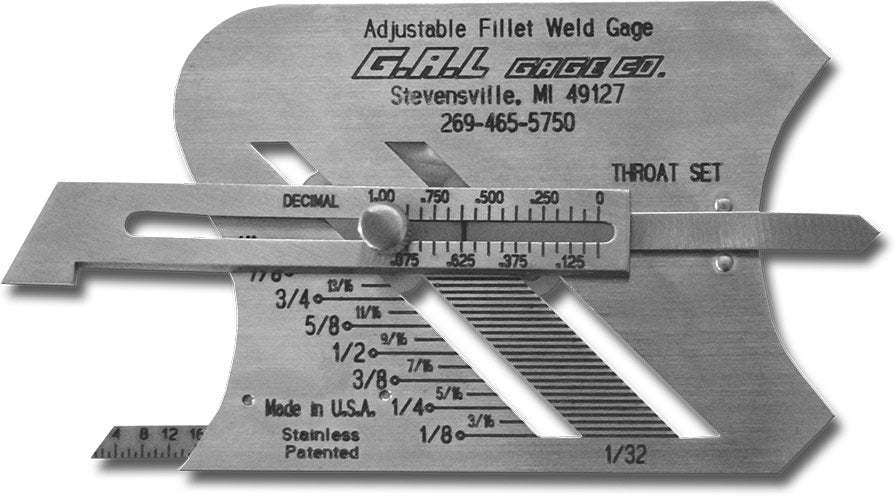 Adjustable Fillet Weld Gage
G.A.L GAGE CO.
Stevensville, MI 49127
269-465-5750
THROAT SET
DECIMAL 1.00 .750 .500 .250 0
.875 .625 .375 .125
7/8
13/16
3/4
11/16
5/8
9/16
1/2
7/16
3/8
5/16
Made in U.S.A. 1/4
3/16
Stainless 1/8
Patented 1/32
4 8 12 16